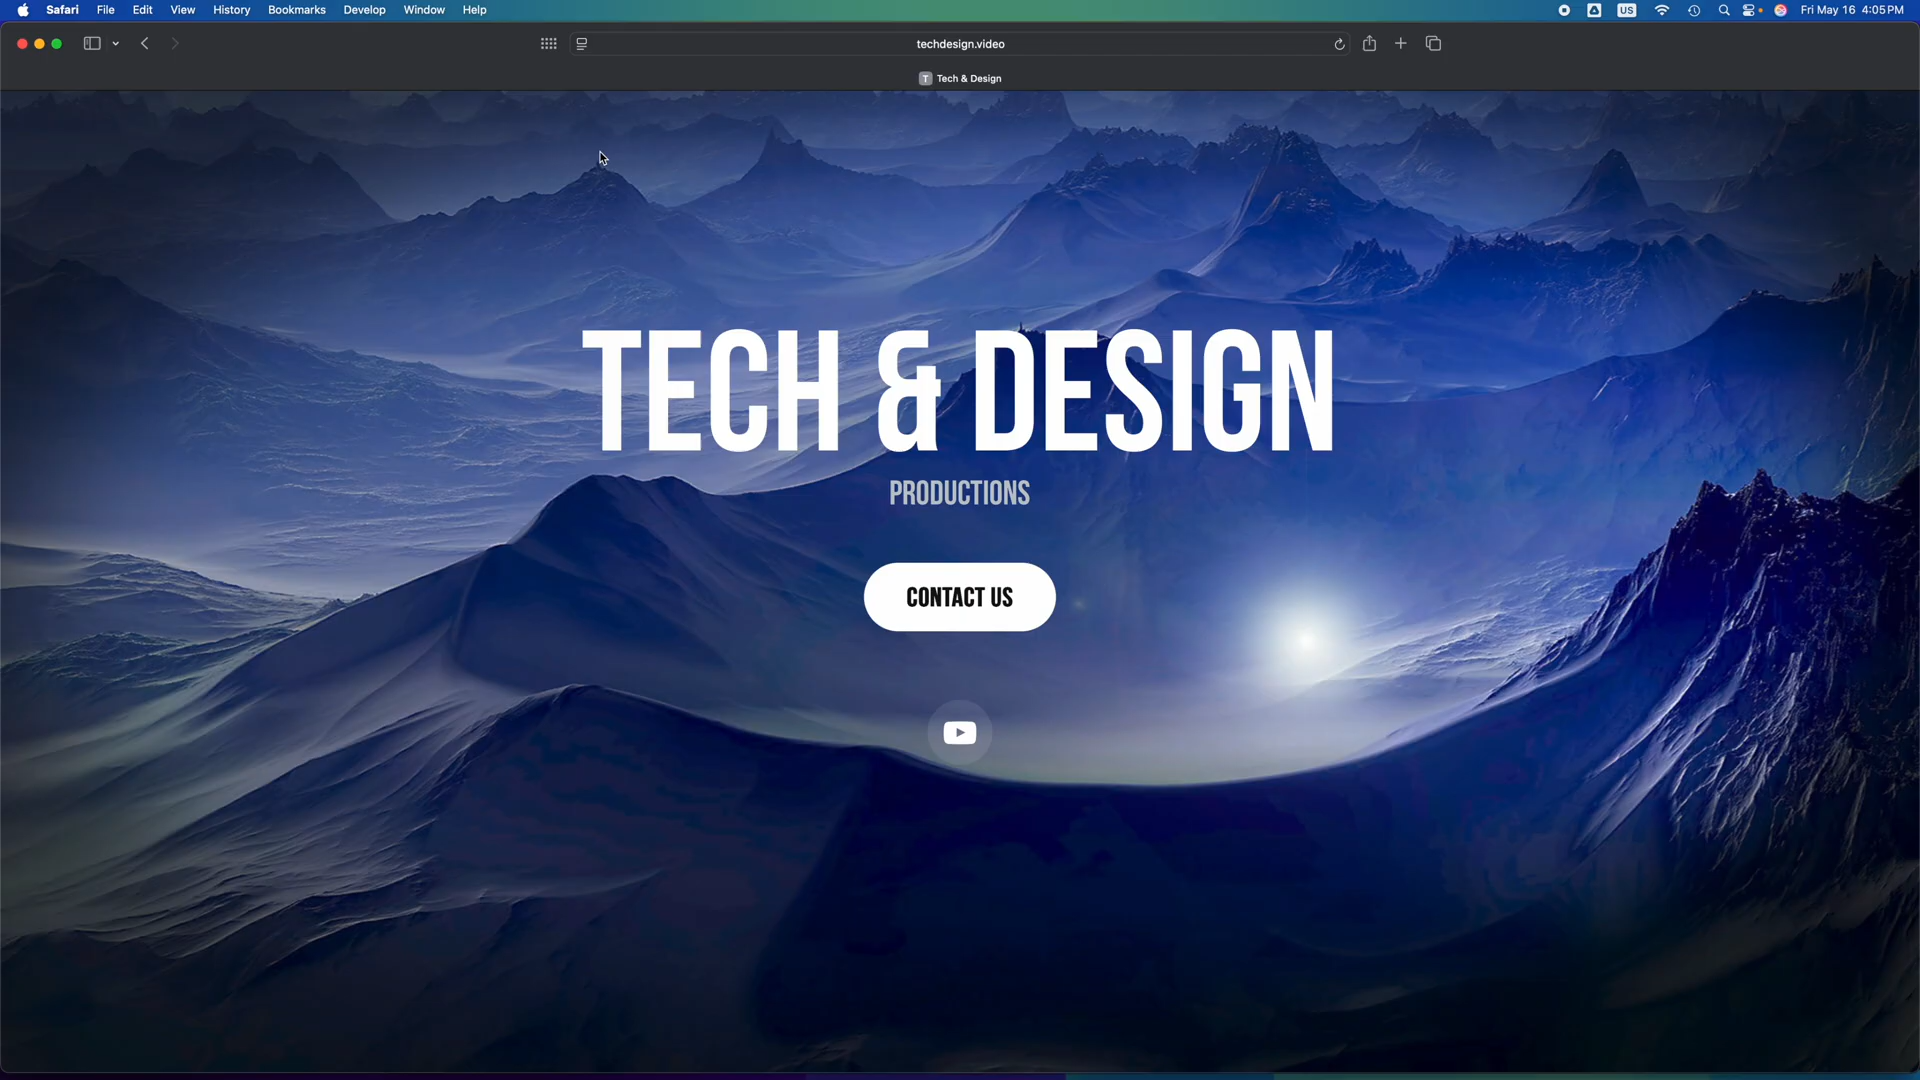 Safari File Edit View History Bookmarks Develop Window Help US Fri May 16 4:05 PM
techdesign.video
T Tech & Design
TECH & DESIGN
PRODUCTIONS
CONTACT US